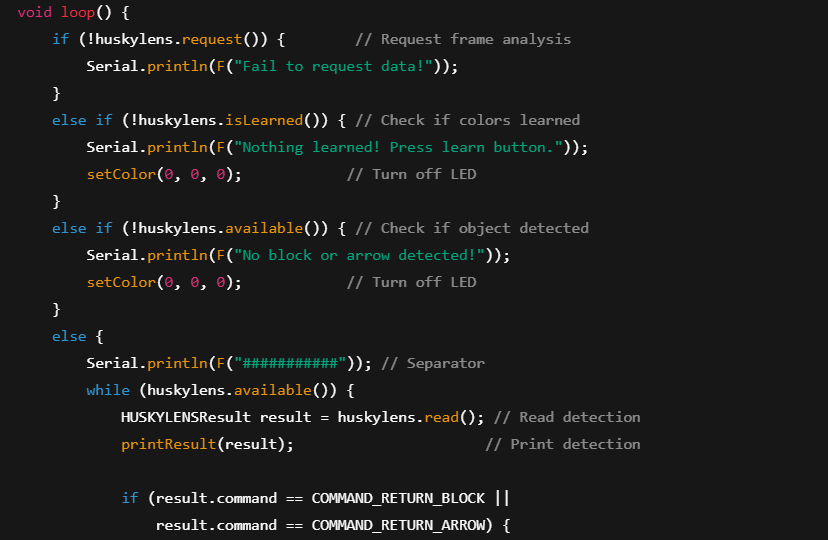 void loop() {
    if (!huskylens.request()) {        // Request frame analysis
        Serial.println(F("Fail to request data!"));
    }
    else if (!huskylens.isLearned()) { // Check if colors learned
        Serial.println(F("Nothing learned! Press learn button."));
        setColor(0, 0, 0);            // Turn off LED
    }
    else if (!huskylens.available()) { // Check if object detected
        Serial.println(F("No block or arrow detected!"));
        setColor(0, 0, 0);            // Turn off LED
    }
    else {
        Serial.println(F("###########")); // Separator
        while (huskylens.available()) {
            HUSKYLENSResult result = huskylens.read(); // Read detection
            printResult(result);                      // Print detection

            if (result.command == COMMAND_RETURN_BLOCK ||
                result.command == COMMAND_RETURN_ARROW) {